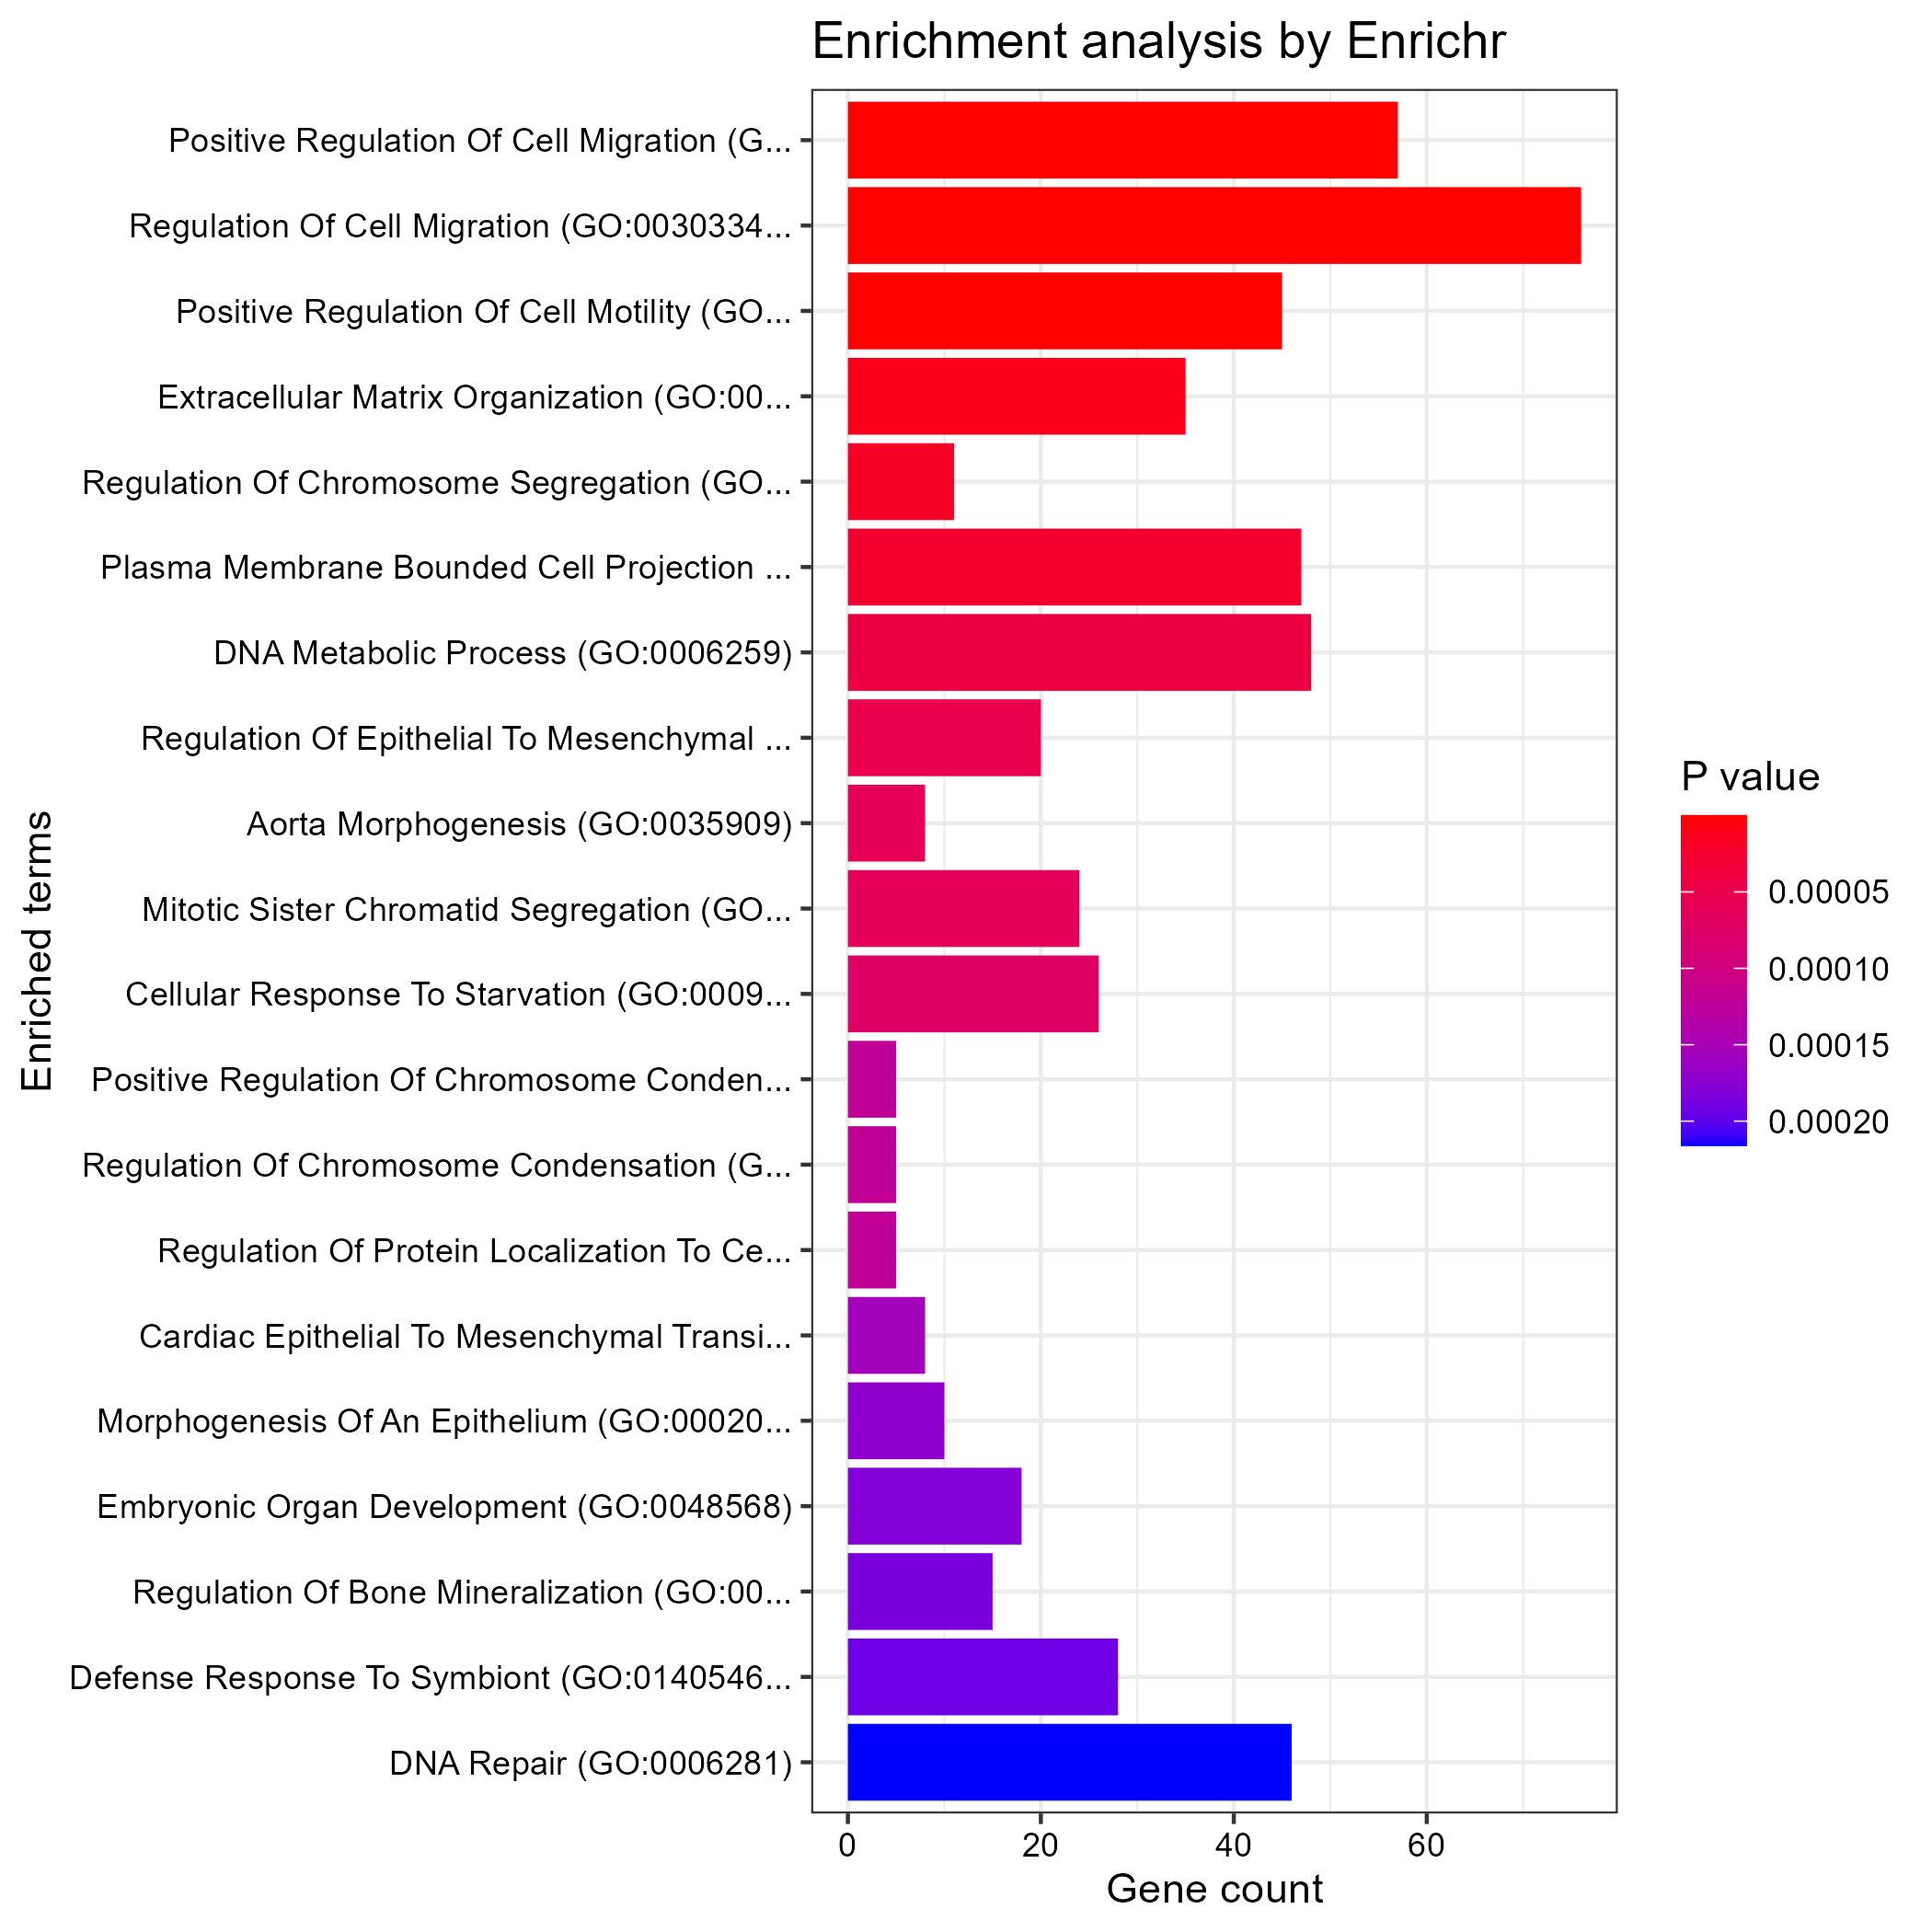 Enrichment analysis by Enrichr
Positive Regulation Of Cell Migration (G...
Regulation Of Cell Migration (GO:0030334...
Positive Regulation Of Cell Motility (GO...
Extracellular Matrix Organization (GO:00...
Regulation Of Chromosome Segregation (GO...
Plasma Membrane Bounded Cell Projection ...
DNA Metabolic Process (GO:0006259)
Regulation Of Epithelial To Mesenchymal ...
Aorta Morphogenesis (GO:0035909)
Mitotic Sister Chromatid Segregation (GO...
Cellular Response To Starvation (GO:0009...
Positive Regulation Of Chromosome Conden...
Regulation Of Chromosome Condensation (G...
Regulation Of Protein Localization To Ce...
Cardiac Epithelial To Mesenchymal Transi...
Morphogenesis Of An Epithelium (GO:00020...
Embryonic Organ Development (GO:0048568)
Regulation Of Bone Mineralization (GO:00...
Defense Response To Symbiont (GO:0140546...
DNA Repair (GO:0006281)
Enriched terms
0 20 40 60
Gene count
P value
0.00005
0.00010
0.00015
0.00020